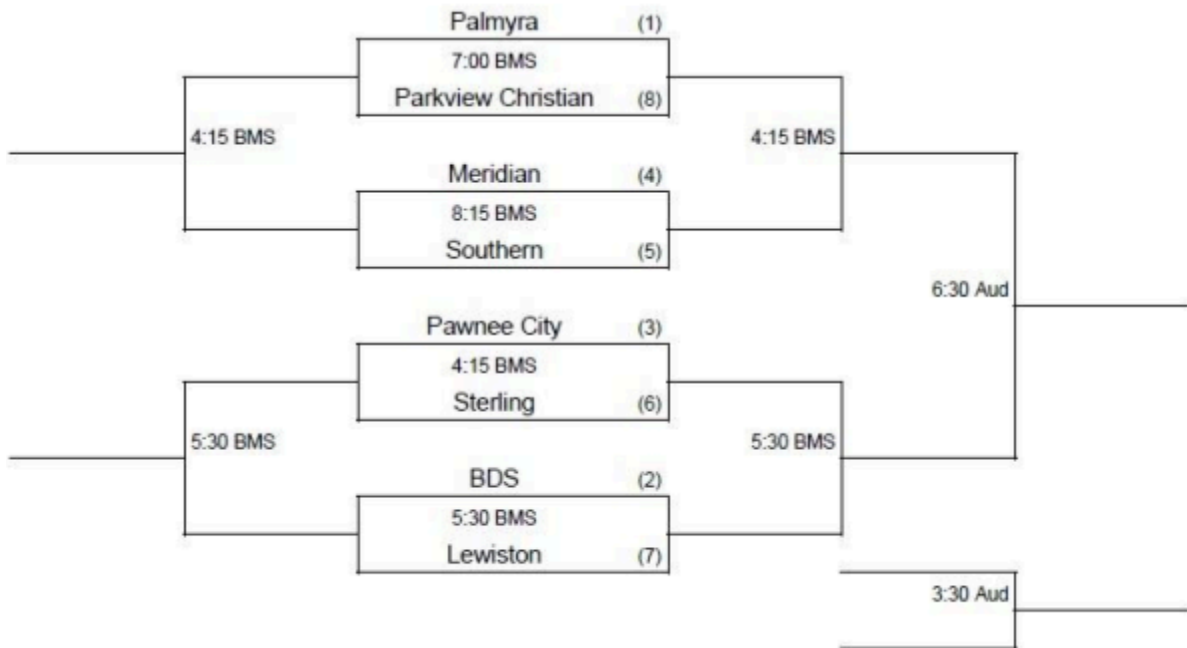 Palmyra (1)
7:00 BMS
Parkview Christian (8)
4:15 BMS
4:15 BMS
Meridian (4)
8:15 BMS
Southern (5)
6:30 Aud
Pawnee City (3)
4:15 BMS
Sterling (6)
5:30 BMS
5:30 BMS
BDS (2)
5:30 BMS
Lewiston (7)
3:30 Aud